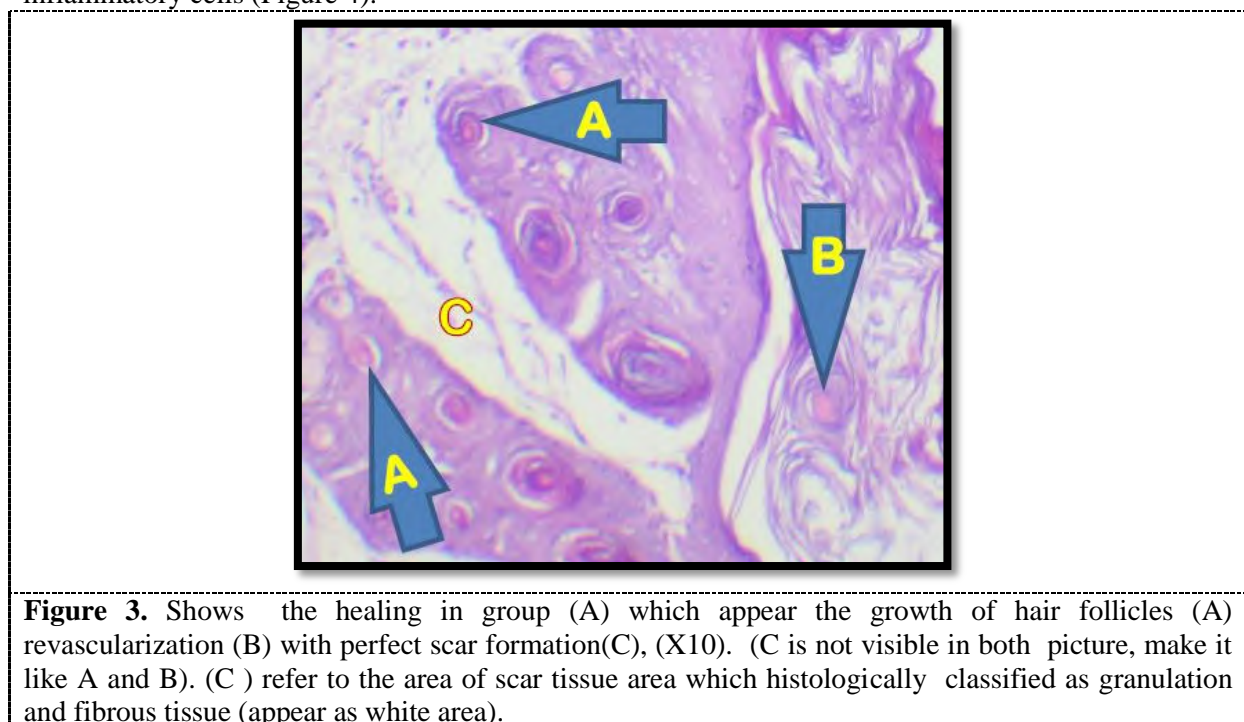 inflammatory cells (Figure 4).
A
B
C
A
Figure 3. Shows the healing in group (A) which appear the growth of hair follicles (A)
revascularization (B) with perfect scar formation(C), (X10). (C is not visible in both picture, make it
like A and B). (C ) refer to the area of scar tissue area which histologically classified as granulation
and fibrous tissue (appear as white area).